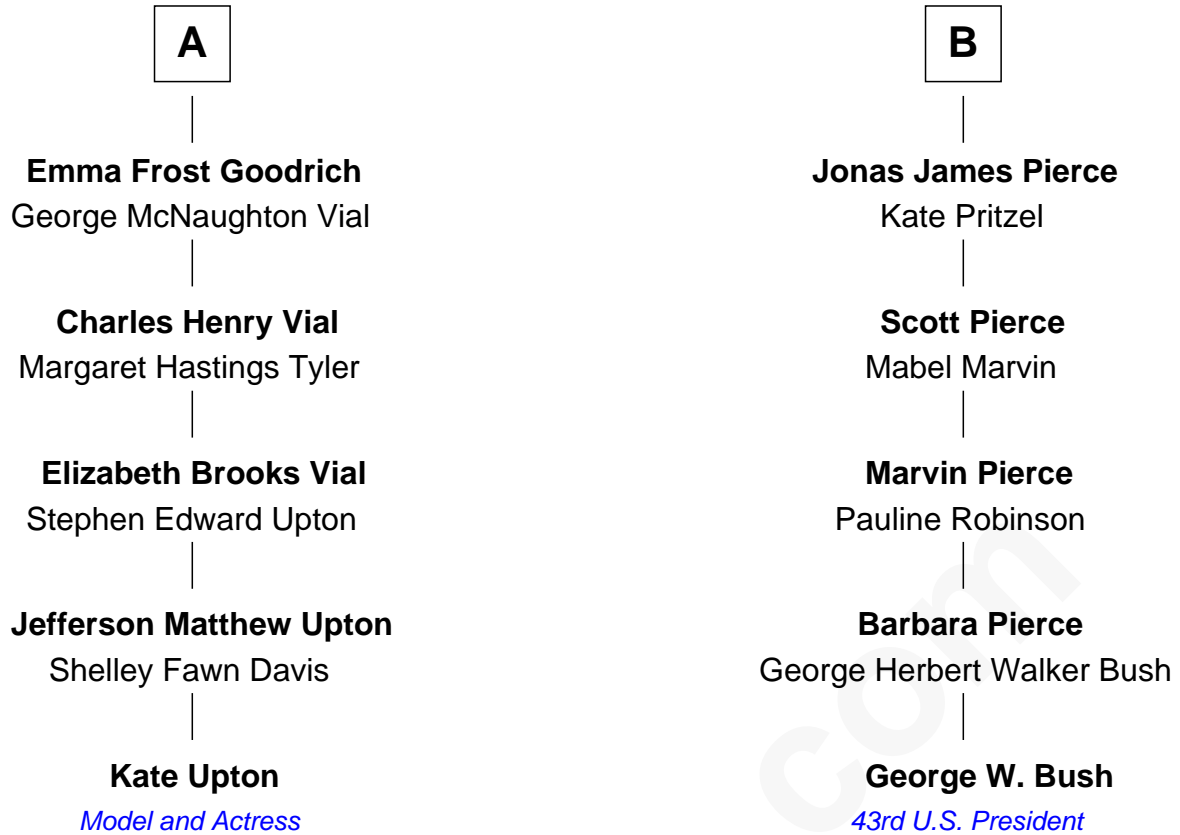 A
Emma Frost Goodrich
George McNaughton Vial
Charles Henry Vial
Margaret Hastings Tyler
Elizabeth Brooks Vial
Stephen Edward Upton
Jefferson Matthew Upton
Shelley Fawn Davis
Kate Upton
Model and Actress
B
Jonas James Pierce
Kate Pritzel
Scott Pierce
Mabel Marvin
Marvin Pierce
Pauline Robinson
Barbara Pierce
George Herbert Walker Bush
George W. Bush
43rd U.S. President
com